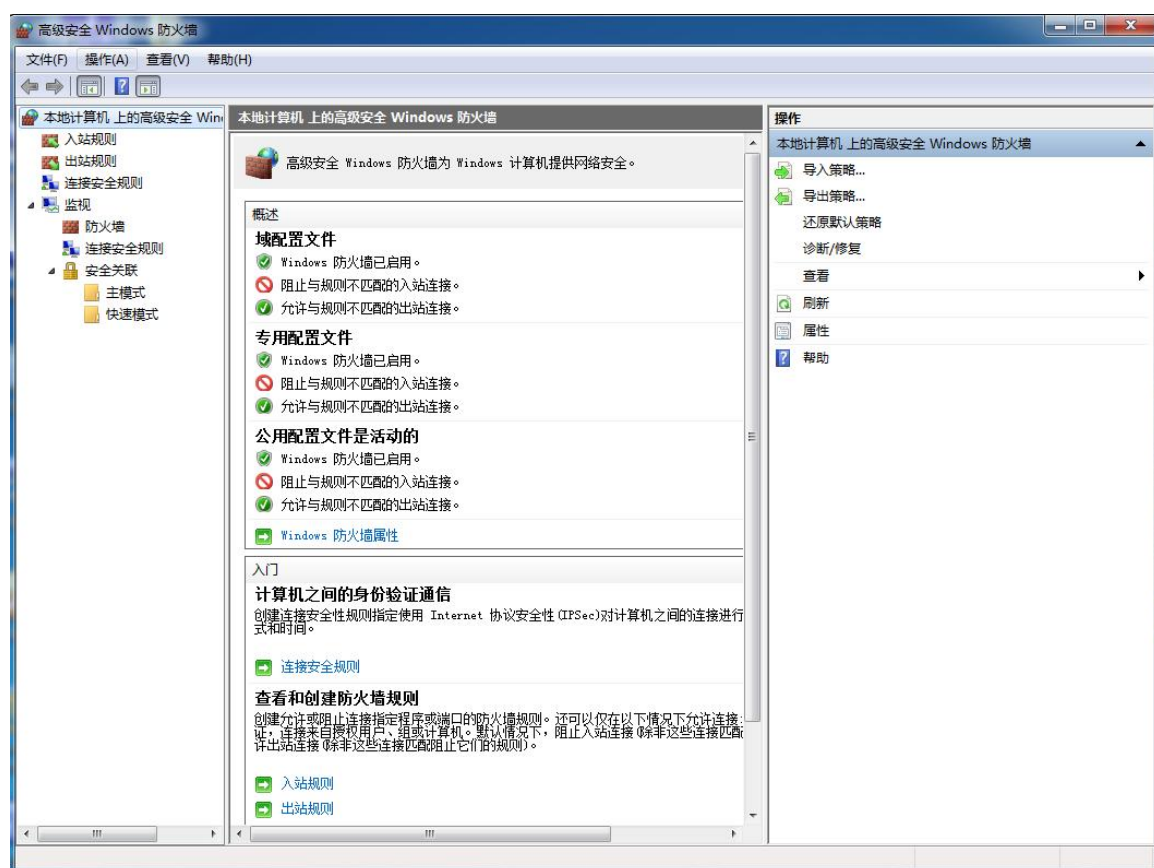 高级安全 Windows 防火墙
文件(F) 操作(A) 查看(V) 帮助(H)
本地计算机 上的高级安全 Win
入站规则
出站规则
连接安全规则
监视
防火墙
连接安全规则
安全关联
主模式
快速模式
本地计算机 上的高级安全 Windows 防火墙
高级安全 Windows 防火墙为 Windows 计算机提供网络安全。
概述
域配置文件
Windows 防火墙已启用。
阻止与规则不匹配的入站连接。
允许与规则不匹配的出站连接。
专用配置文件
Windows 防火墙已启用。
阻止与规则不匹配的入站连接。
允许与规则不匹配的出站连接。
公用配置文件是活动的
Windows 防火墙已启用。
阻止与规则不匹配的入站连接。
允许与规则不匹配的出站连接。
Windows 防火墙属性
入门
计算机之间的身份验证通信
创建连接安全性规则指定使用 Internet 协议安全性(IPSec)对计算机之间的连接进行
式和时间。
连接安全规则
查看和创建防火墙规则
创建允许或阻止连接指定程序或端口的防火墙规则。还可以仅在以下情况下允许连接:
证，连接来自授权用户、组或计算机。默认情况下，阻止入站连接(除非这些连接匹配
许出站连接(除非这些连接匹配阻止它们的规则)。
入站规则
出站规则
操作
本地计算机 上的高级安全 Windows 防火墙
导入策略...
导出策略...
还原默认策略
诊断/修复
查看
刷新
属性
帮助